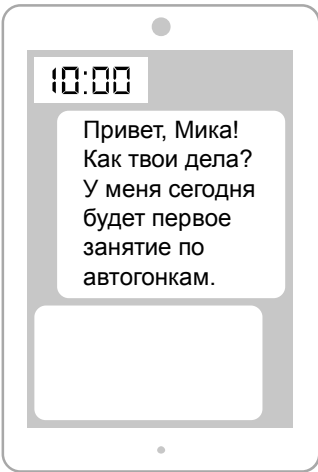 10:00
Привет, Мика!
Как твои дела?
У меня сегодня
будет первое
занятие по
автогонкам.